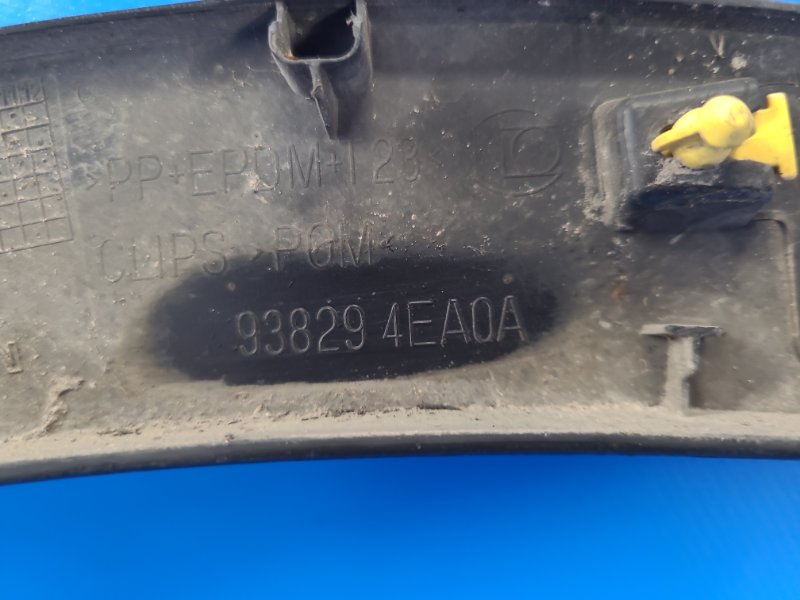 >PP+EPDM+T23<
CLIPS >POM<
93829 4EA0A